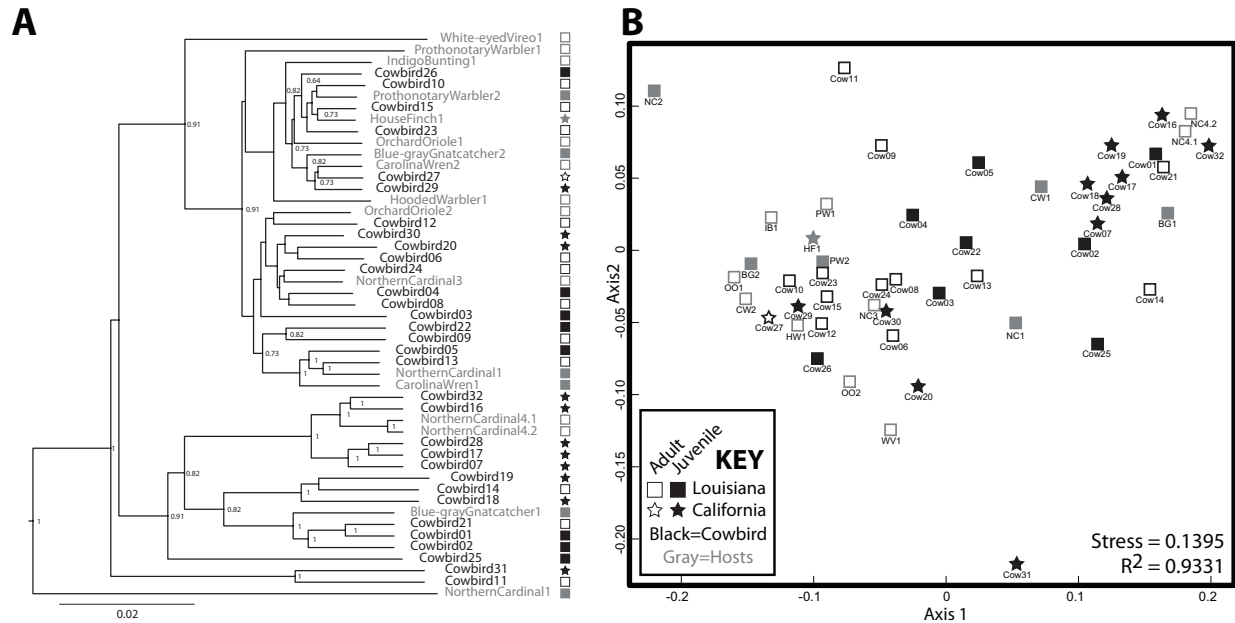 A
White-eyedVireo1
ProthonotaryWarbler1
IndigoBunting1
Cowbird26
Cowbird10
ProthonotaryWarbler2
Cowbird15
HouseFinch1
Cowbird23
OrchardOriole1
Blue-grayGnatcatcher2
CarolinaWren2
Cowbird27
Cowbird29
HoodedWarbler1
OrchardOriole2
Cowbird12
Cowbird30
Cowbird20
Cowbird06
Cowbird24
NorthernCardinal3
Cowbird04
Cowbird08
Cowbird03
Cowbird22
Cowbird09
Cowbird05
Cowbird13
NorthernCardinal1
CarolinaWren1
Cowbird32
Cowbird16
NorthernCardinal4.1
NorthernCardinal4.2
Cowbird28
Cowbird17
Cowbird07
Cowbird19
Cowbird14
Cowbird18
Blue-grayGnatcatcher1
Cowbird21
Cowbird01
Cowbird02
Cowbird25
Cowbird31
Cowbird11
NorthernCardinal1
0.64
0.82
0.73
0.73
0.82
0.73
0.91
0.91
0.82
0.73
1
1
1
1
1
1
1
1
1
0.82
0.82
0.91
1
1
1
1
0.02
B
Axis2
0.10
0.05
0
-0.05
-0.10
-0.15
-0.20
Cow11
NC2
Cow16
NC4.2
NC4.1
Cow09
Cow19
Cow32
Cow01
Cow05
Cow21
Cow17
Cow18
CW1
Cow28
PW1
IB1
Cow04
BG1
Cow07
HF1
Cow22
Cow02
BG2
PW2
OO1
Cow10
Cow23
Cow24
Cow08
Cow13
Cow14
CW2
Cow15
Cow03
NC3
Cow29
Cow30
Cow27
HW1
Cow12
NC1
Cow06
Cow25
Cow26
OO2
Cow20
WV1
Cow31
Adult
Juvenile
KEY
Louisiana
California
Black=Cowbird
Gray=Hosts
Stress = 0.1395
R2 = 0.9331
-0.2
-0.1
0
0.1
0.2
Axis 1